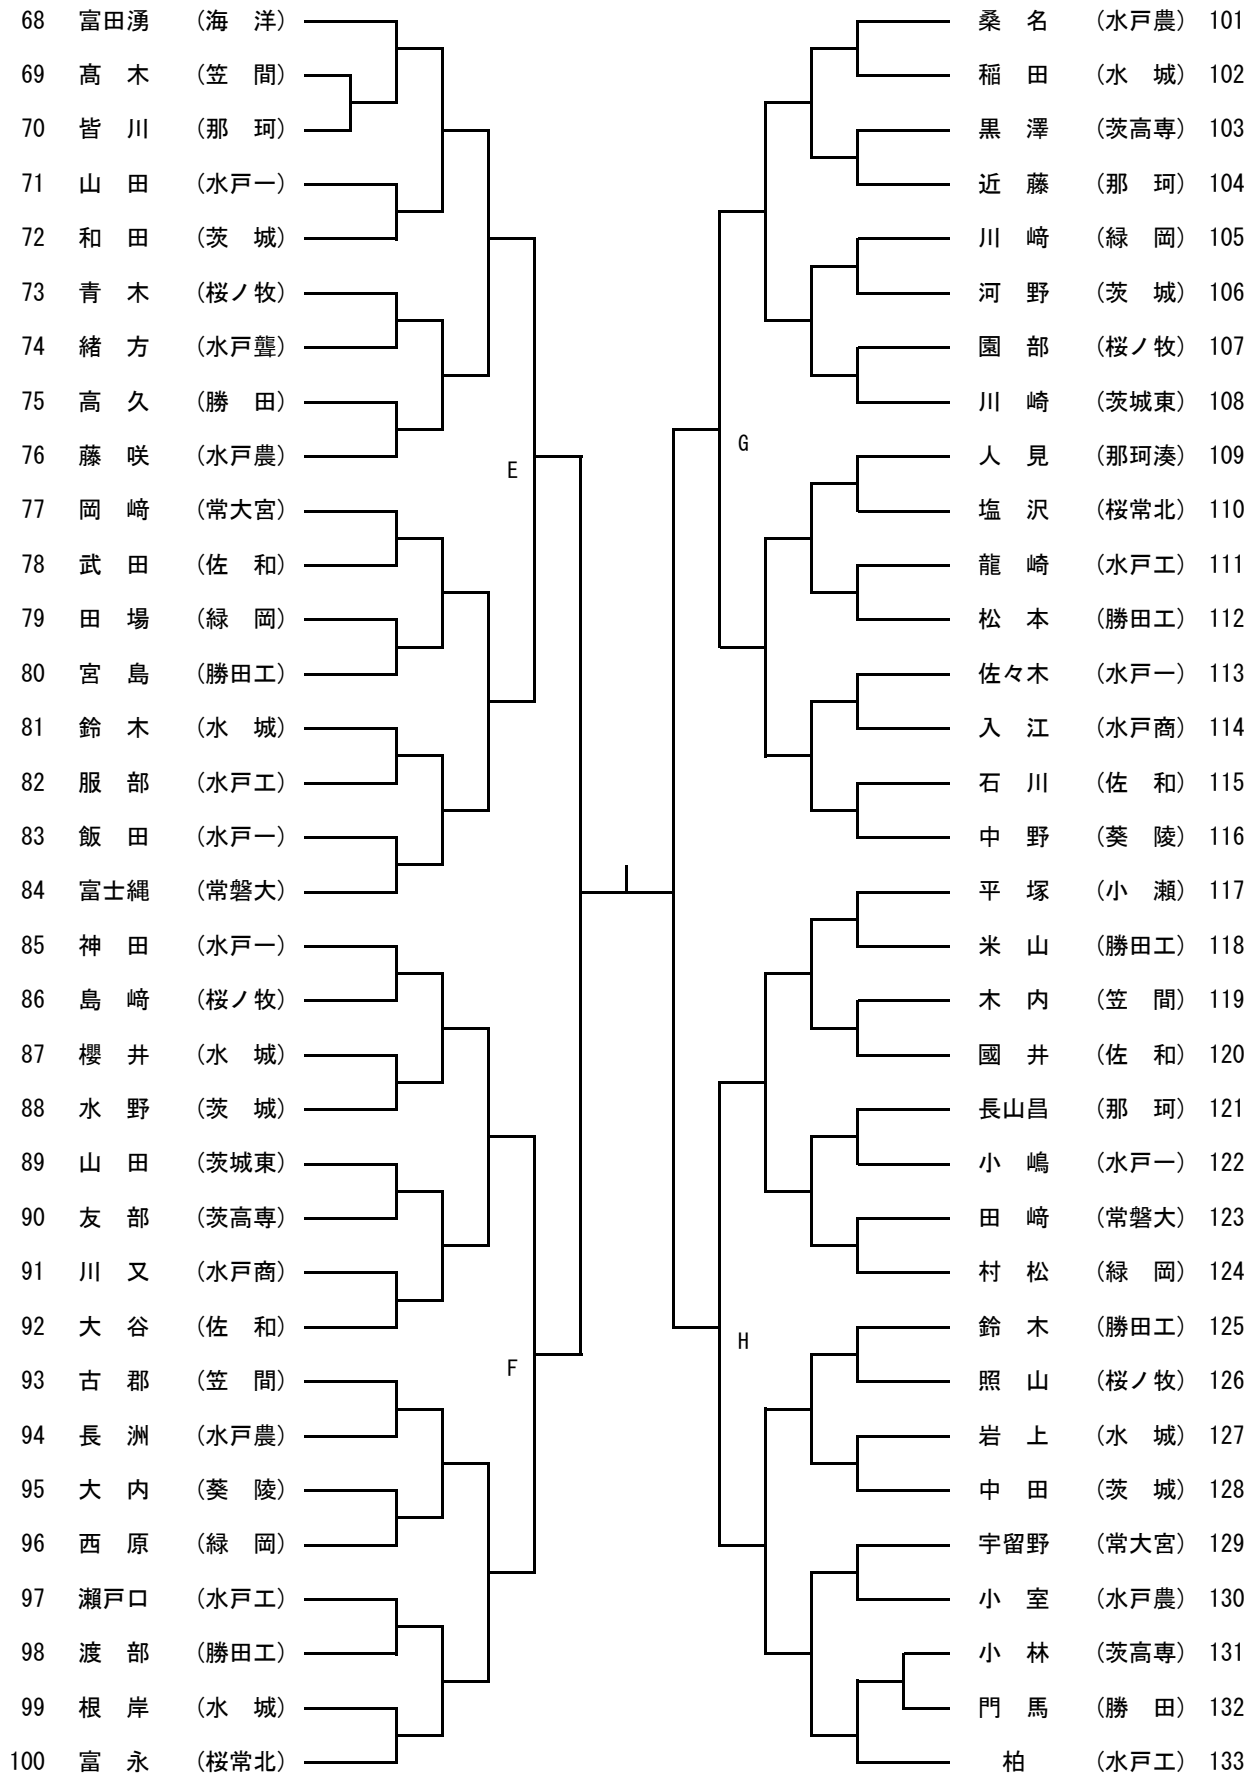 68 富田湧 (海 洋)
69 髙 木 (笠 間)
70 皆 川 (那 珂)
71 山 田 (水戸一)
72 和 田 (茨 城)
73 青 木 (桜ノ牧)
74 緒 方 (水戸聾)
75 高 久 (勝 田)
76 藤 咲 (水戸農)
E
77 岡 﨑 (常大宮)
78 武 田 (佐 和)
79 田 場 (緑 岡)
80 宮 島 (勝田工)
81 鈴 木 (水 城)
82 服 部 (水戸工)
83 飯 田 (水戸一)
84 富士縄 (常磐大)
85 神 田 (水戸一)
86 島 﨑 (桜ノ牧)
87 櫻 井 (水 城)
88 水 野 (茨 城)
89 山 田 (茨城東)
90 友 部 (茨高専)
91 川 又 (水戸商)
92 大 谷 (佐 和)
F
93 古 郡 (笠 間)
94 長 洲 (水戸農)
95 大 内 (葵 陵)
96 西 原 (緑 岡)
97 瀬戸口 (水戸工)
98 渡 部 (勝田工)
99 根 岸 (水 城)
100 富 永 (桜常北)
桑 名 (水戸農) 101
稲 田 (水 城) 102
黒 澤 (茨高専) 103
近 藤 (那 珂) 104
川 﨑 (緑 岡) 105
河 野 (茨 城) 106
園 部 (桜ノ牧) 107
川 崎 (茨城東) 108
G
人 見 (那珂湊) 109
塩 沢 (桜常北) 110
龍 崎 (水戸工) 111
松 本 (勝田工) 112
佐々木 (水戸一) 113
入 江 (水戸商) 114
石 川 (佐 和) 115
中 野 (葵 陵) 116
平 塚 (小 瀬) 117
米 山 (勝田工) 118
木 内 (笠 間) 119
國 井 (佐 和) 120
長山昌 (那 珂) 121
小 嶋 (水戸一) 122
田 﨑 (常磐大) 123
村 松 (緑 岡) 124
鈴 木 (勝田工) 125
H
照 山 (桜ノ牧) 126
岩 上 (水 城) 127
中 田 (茨 城) 128
宇留野 (常大宮) 129
小 室 (水戸農) 130
小 林 (茨高専) 131
門 馬 (勝 田) 132
柏 (水戸工) 133